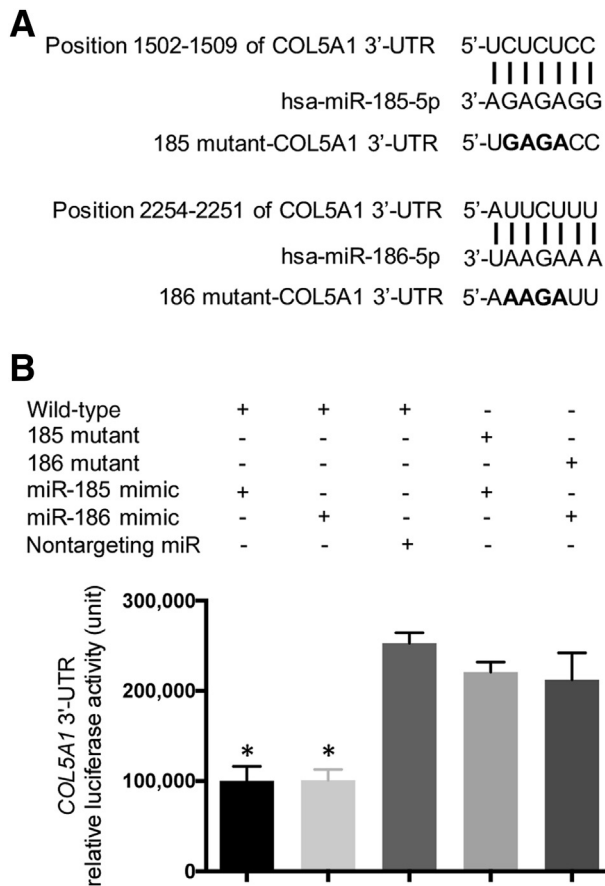 A
Position 1502-1509 of COL5A1 3’-UTR 5’-UCUCUCC
hsa-miR-185-5p 3’-AGAGAGG
185 mutant-COL5A1 3’-UTR 5’-UGAGACC
Position 2254-2251 of COL5A1 3’-UTR 5’-AUUCUUU
hsa-miR-186-5p 3’-UAAGAAA
186 mutant-COL5A1 3’-UTR 5’-AAAGAUU
B
Wild-type + + + - -
185 mutant - - - + -
186 mutant - - - - +
miR-185 mimic + - - + -
miR-186 mimic - + - - +
Nontargeting miR - - + - -
COL5A1 3'-UTR
relative luciferase activity (unit)
300,000
200,000
100,000
0
* *